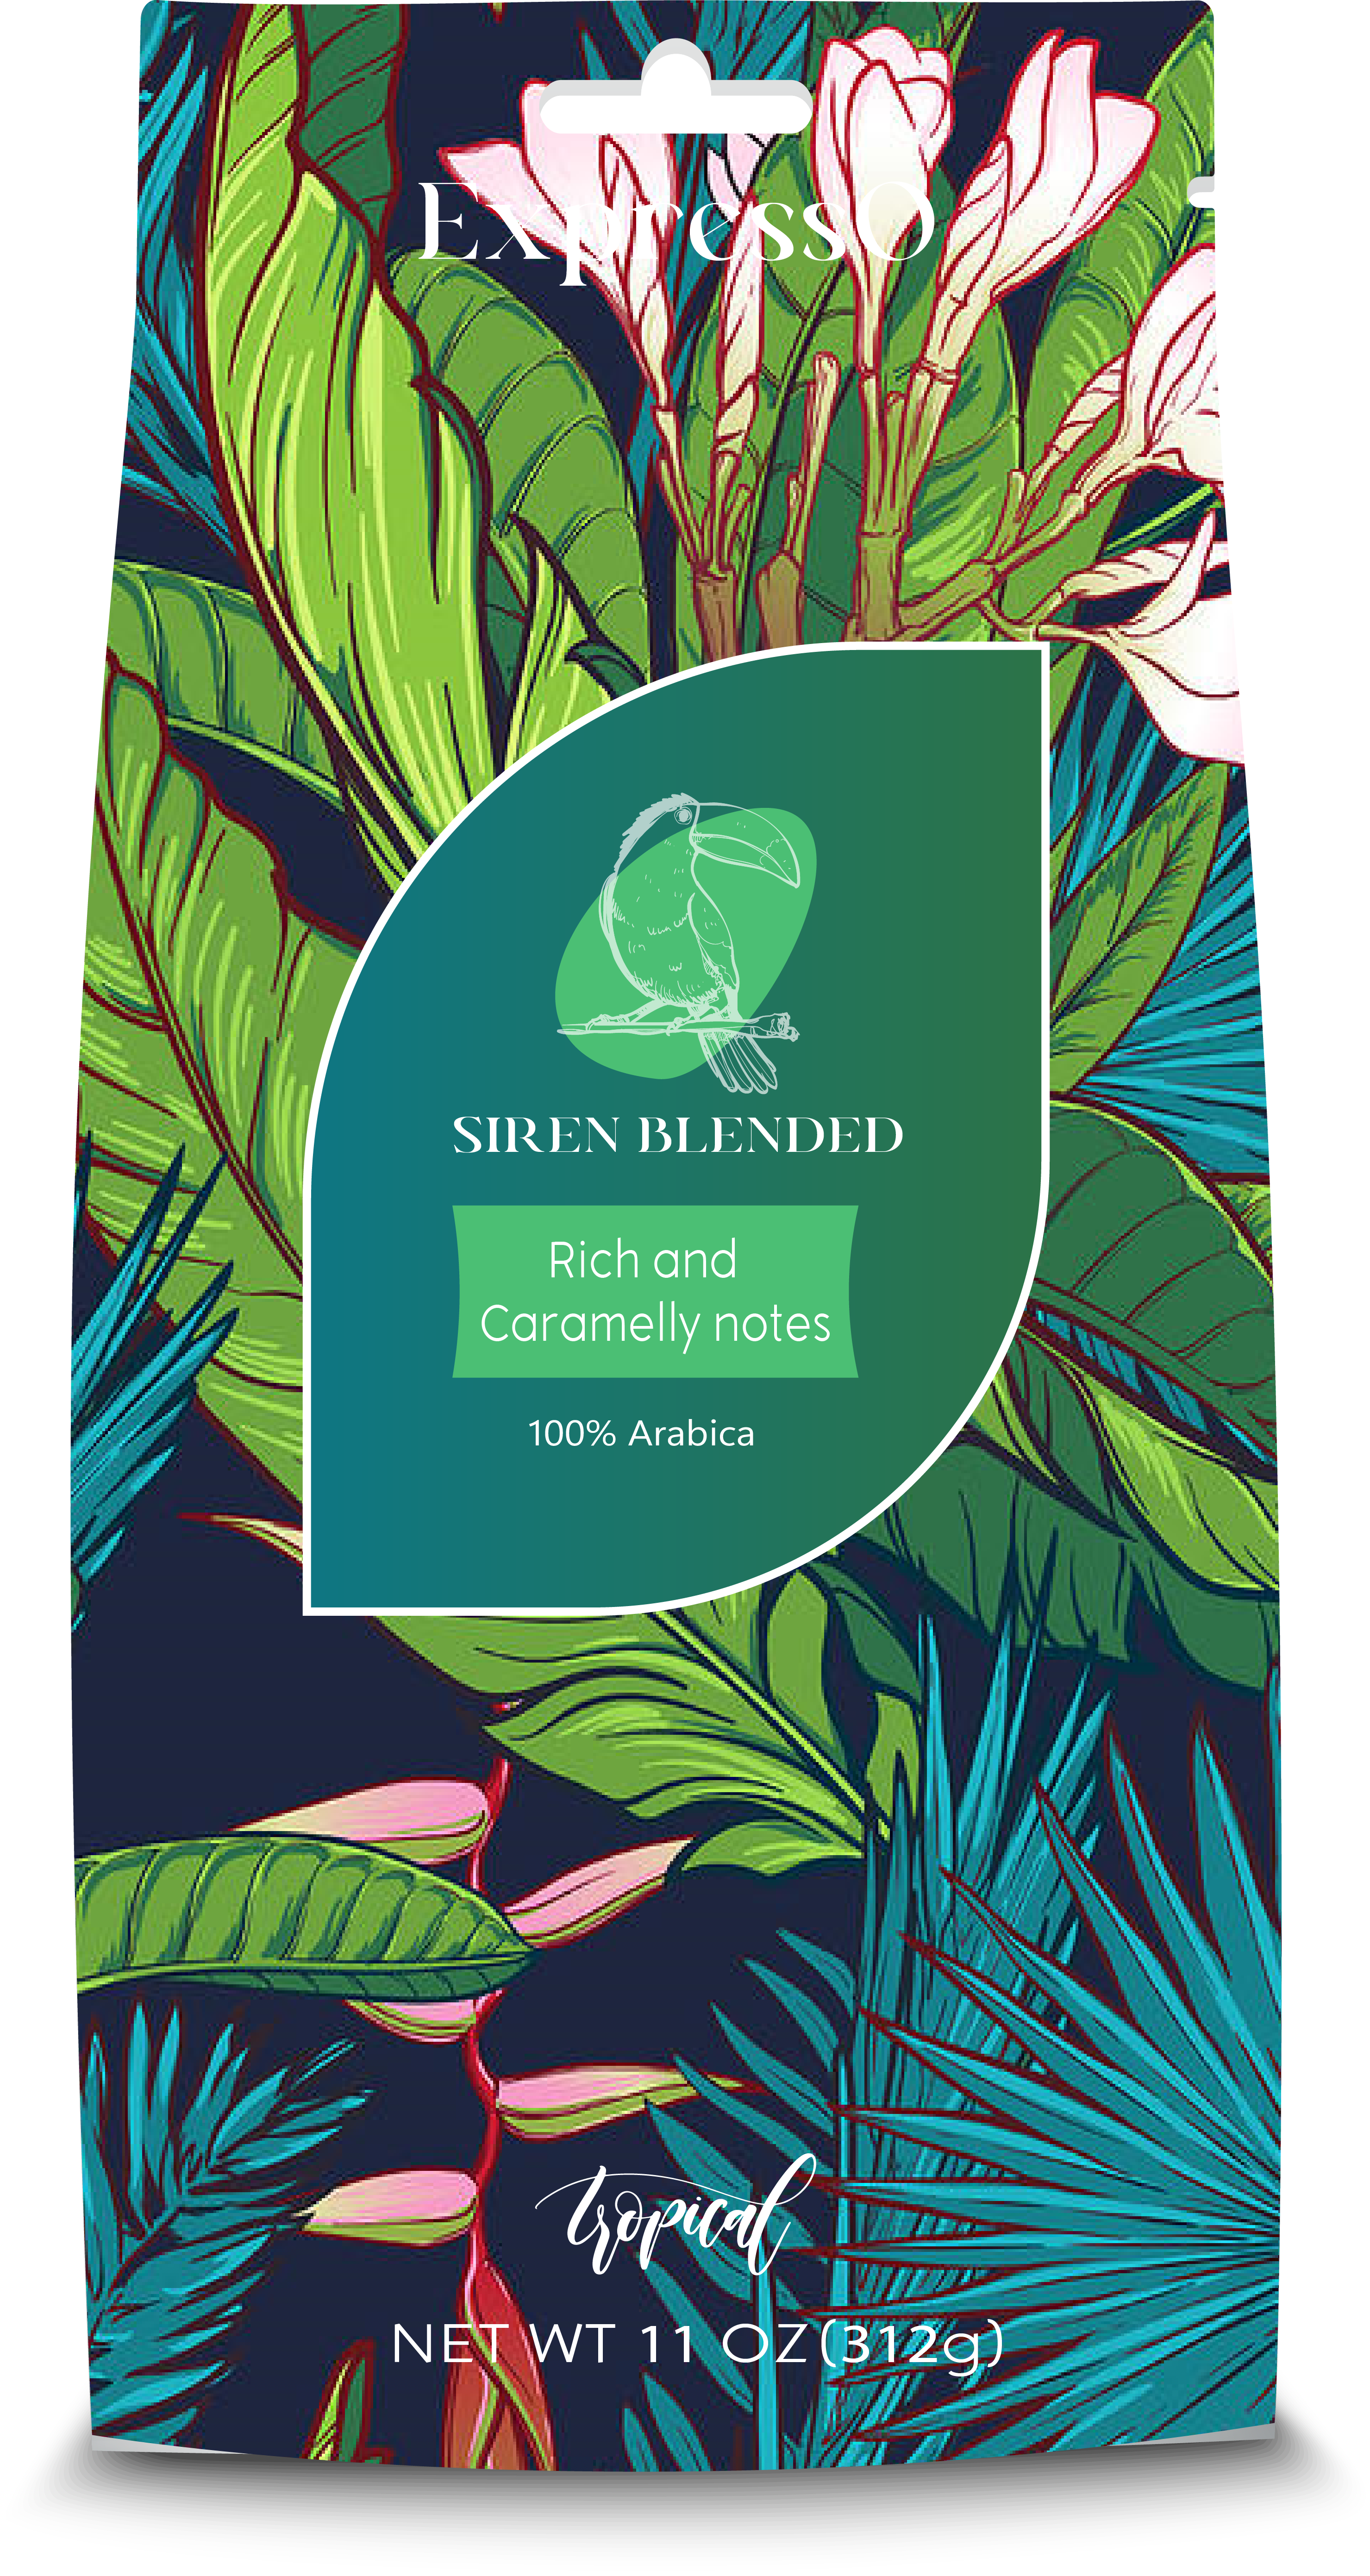 ExpressO
SIREN BLENDED
Rich and
Caramelly notes
100% Arabica
tropical
NET WT 11 OZ(312g)